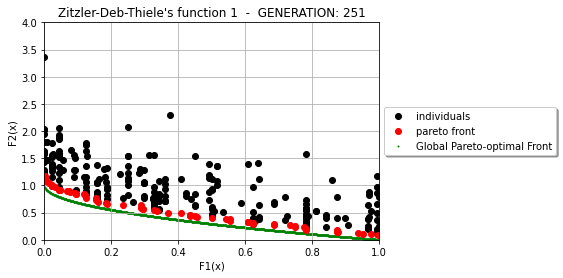 Zitzler-Deb-Thiele's function 1 - GENERATION: 251
4.0
3.5
3.0
2.5
2.0
1.5
1.0
0.5
0.0
F2(x)
0.0 0.2 0.4 0.6 0.8 1.0
F1(x)
individuals
pareto front
Global Pareto-optimal Front